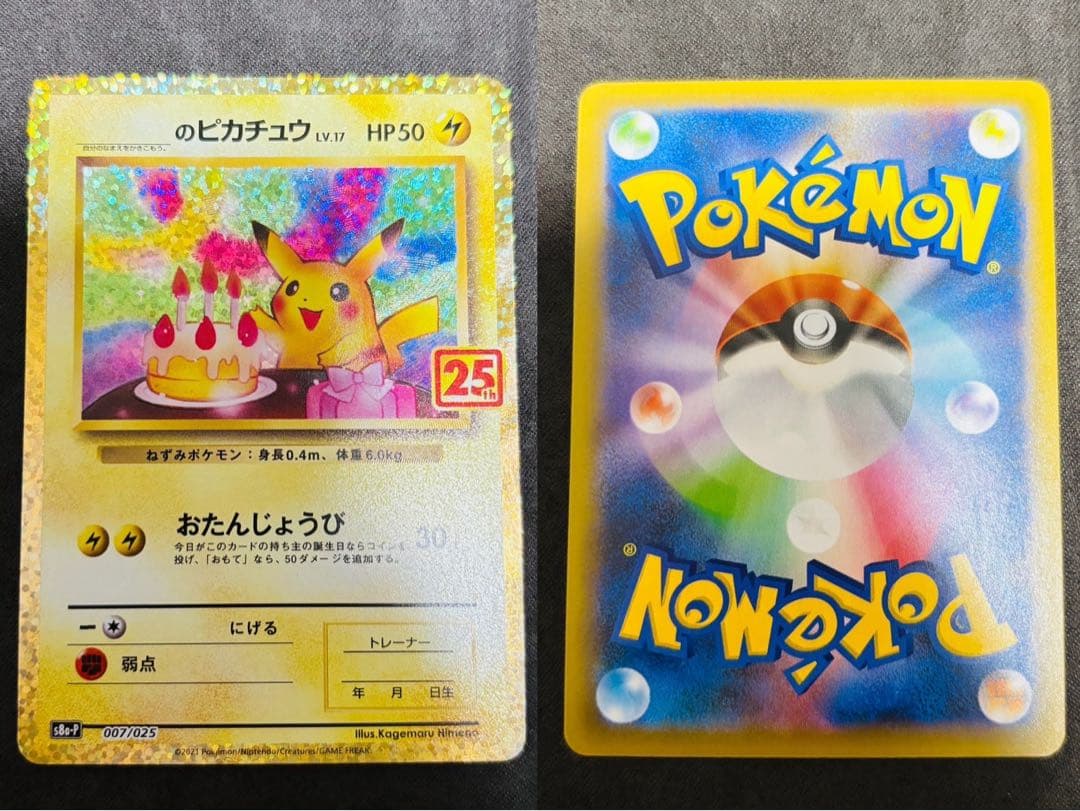 のピカチュウ LV.17 HP50
自分のなまえをかきこもう。
25th
ねずみポケモン：身長0.4m、体重6.0kg
おたんじょうび 30
今日がこのカードの持ち主の誕生日ならコインを
投げ、「おもて」なら、50ダメージを追加する。
ー にげる
弱点
トレーナー
年 月 日生
s8a-P 007/025
Illus.Kagemaru Himeno
©2021 Pokémon/Nintendo/Creatures/GAME FREAK.
POKéMON®
POKéMON®